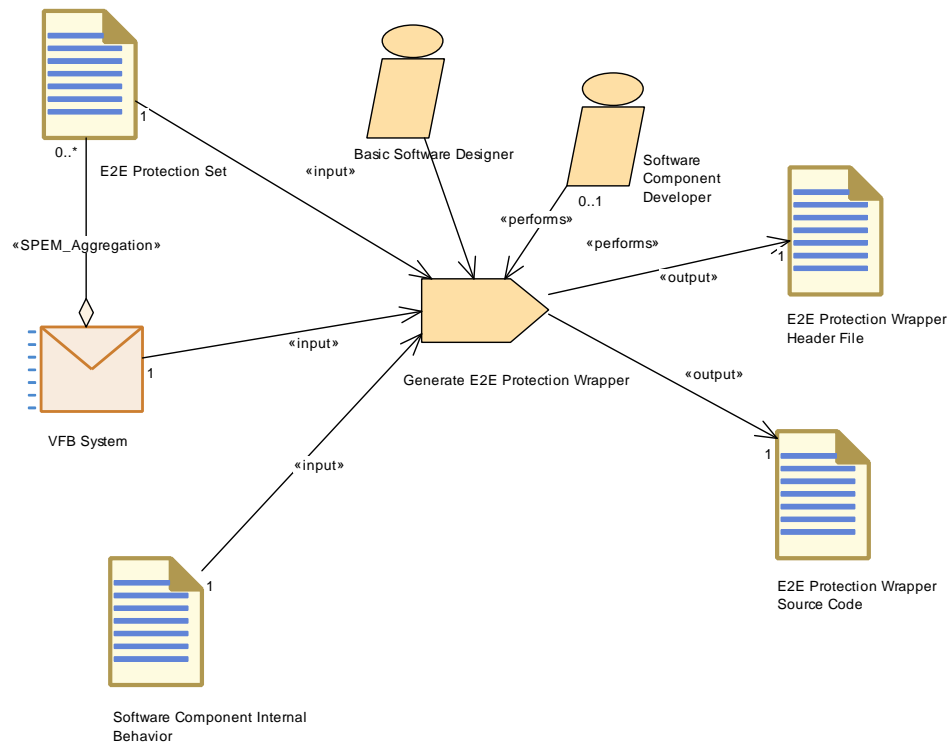 1
0..*
E2E Protection Set
«input»
Basic Software Designer
Software
Component
Developer
0..1
«performs»
«performs»
1
«output»
E2E Protection Wrapper
Header File
«SPEM_Aggregation»
«input»
1
VFB System
Generate E2E Protection Wrapper
«output»
1
E2E Protection Wrapper
Source Code
«input»
1
Software Component Internal
Behavior